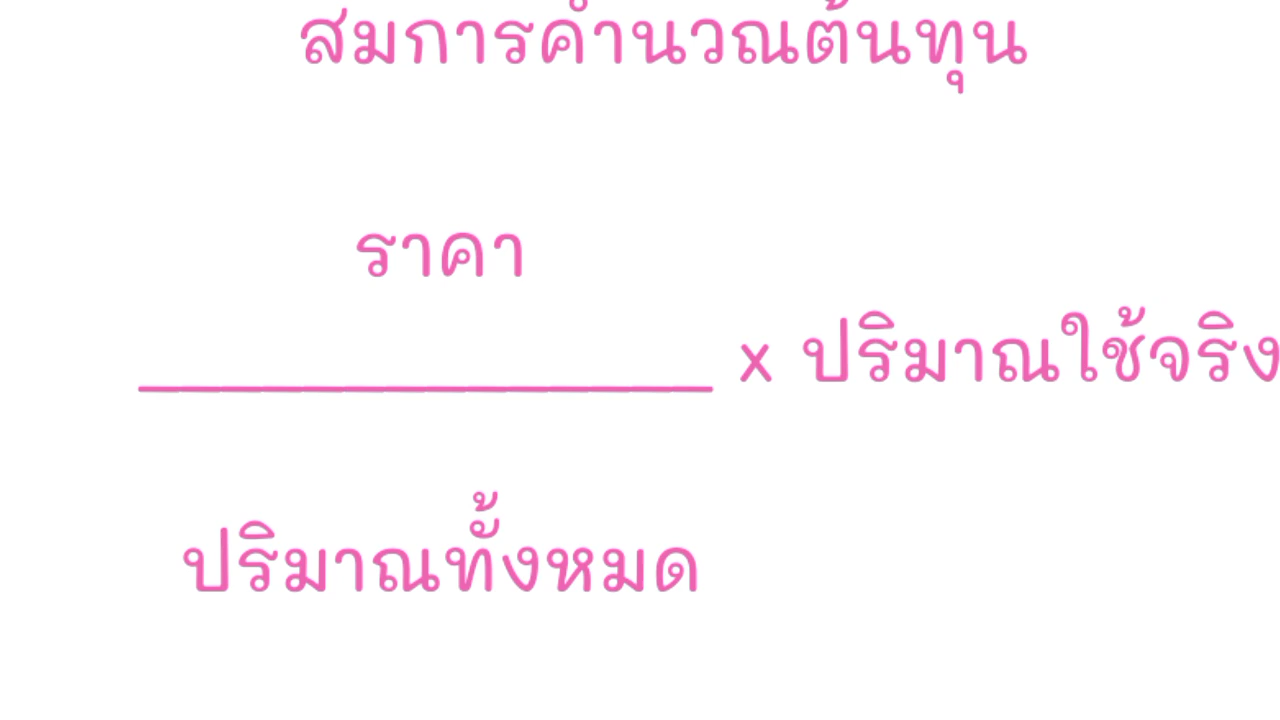 สมการคำนวณต้นทุน
ราคา
x ปริมาณใช้จริง
ปริมาณทั้งหมด